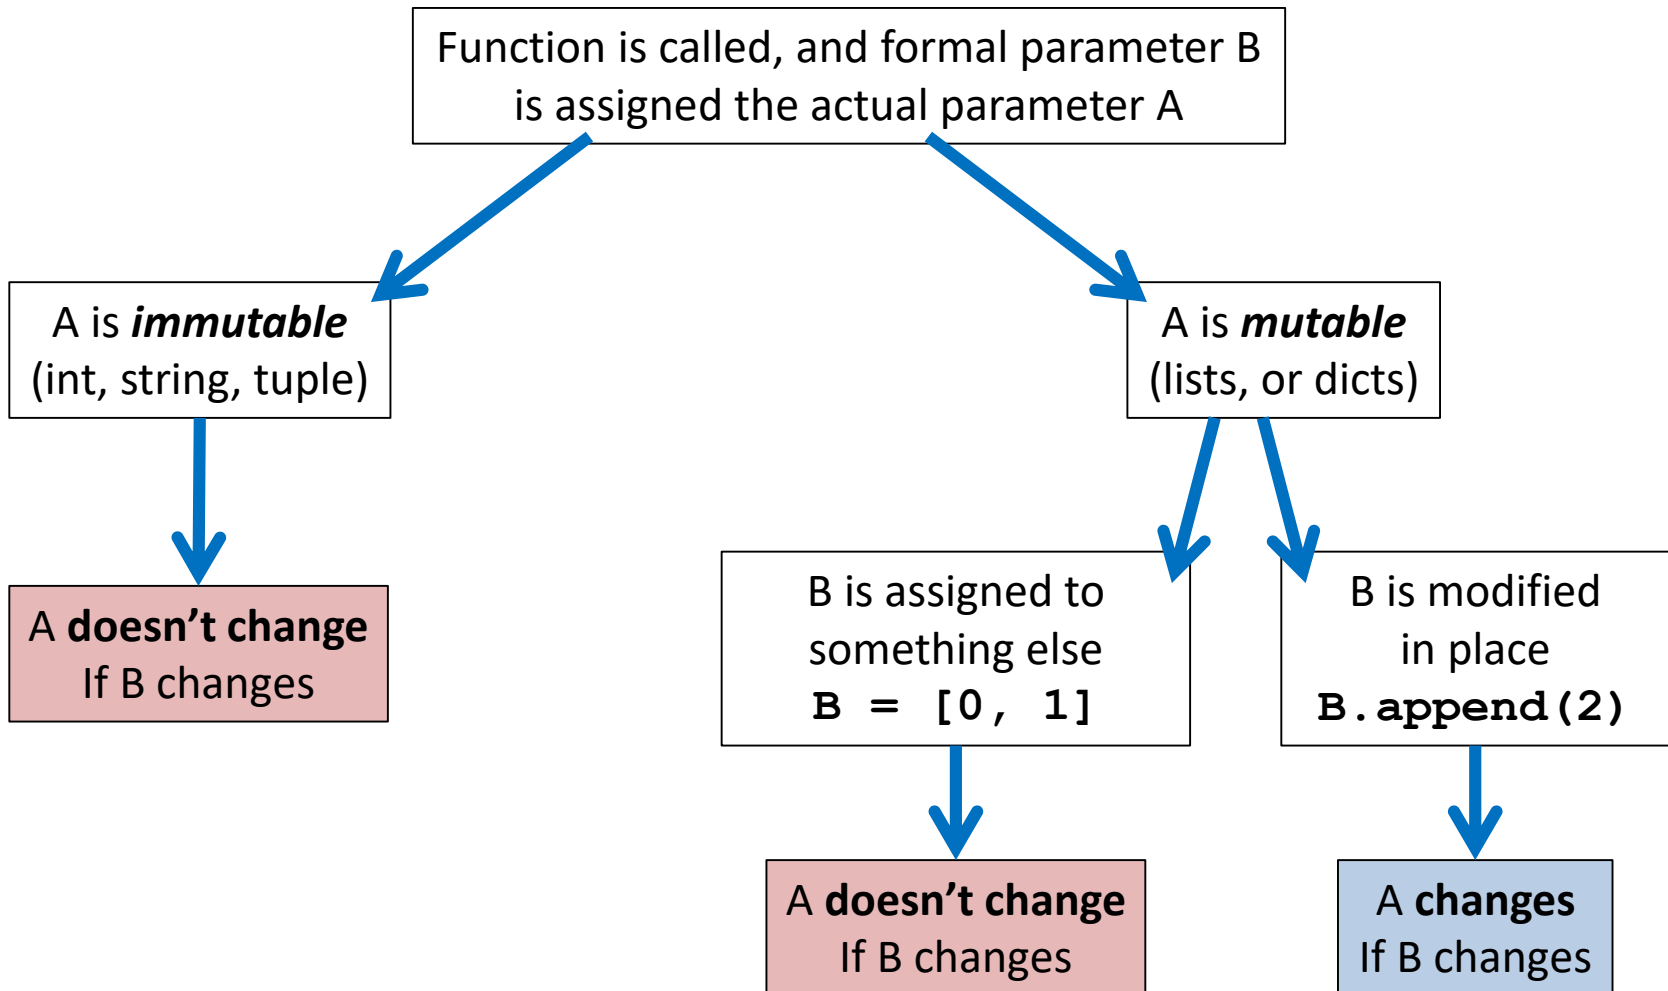 Function is called, and formal parameter B
is assigned the actual parameter A
A is immutable
(int, string, tuple)
A is mutable
(lists, or dicts)
A doesn’t change
If B changes
B is assigned to
something else
B = [0, 1]
B is modified
in place
B.append(2)
A doesn’t change
If B changes
A changes
If B changes